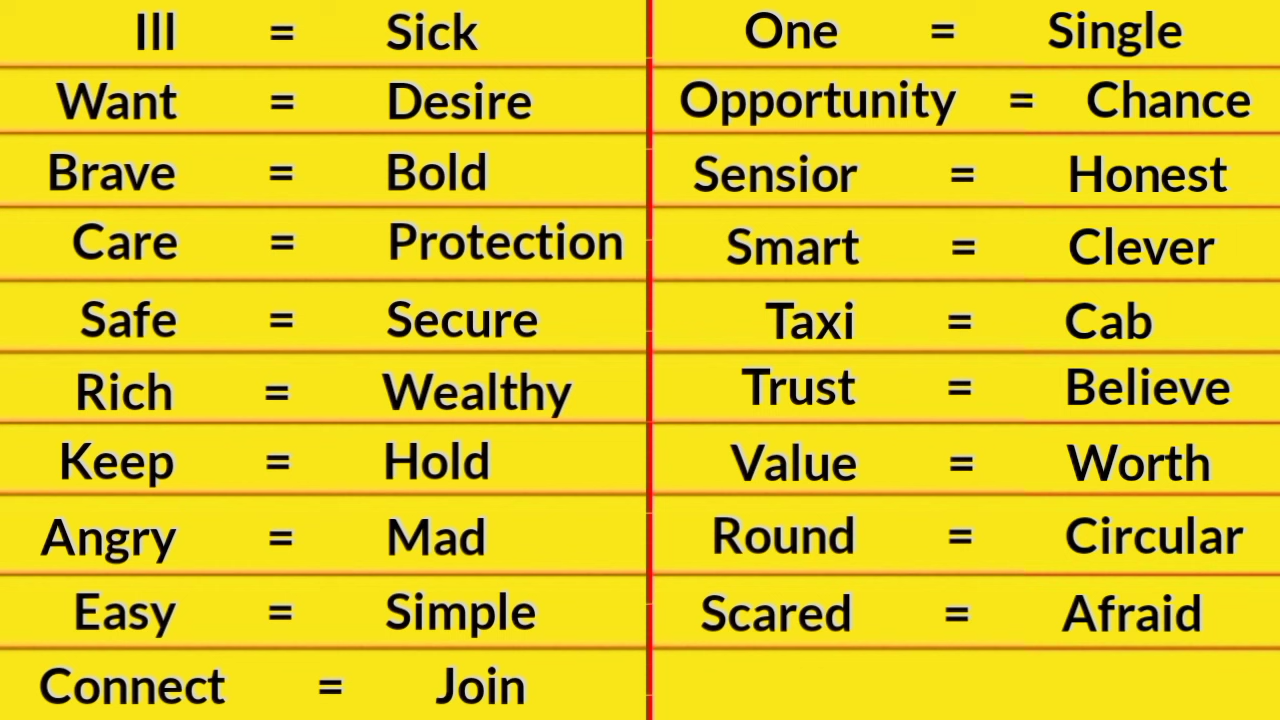 Ill = Sick
Want = Desire
Brave = Bold
Care = Protection
Safe = Secure
Rich = Wealthy
Keep = Hold
Angry = Mad
Easy = Simple
Connect = Join
One = Single
Opportunity = Chance
Sensior = Honest
Smart = Clever
Taxi = Cab
Trust = Believe
Value = Worth
Round = Circular
Scared = Afraid